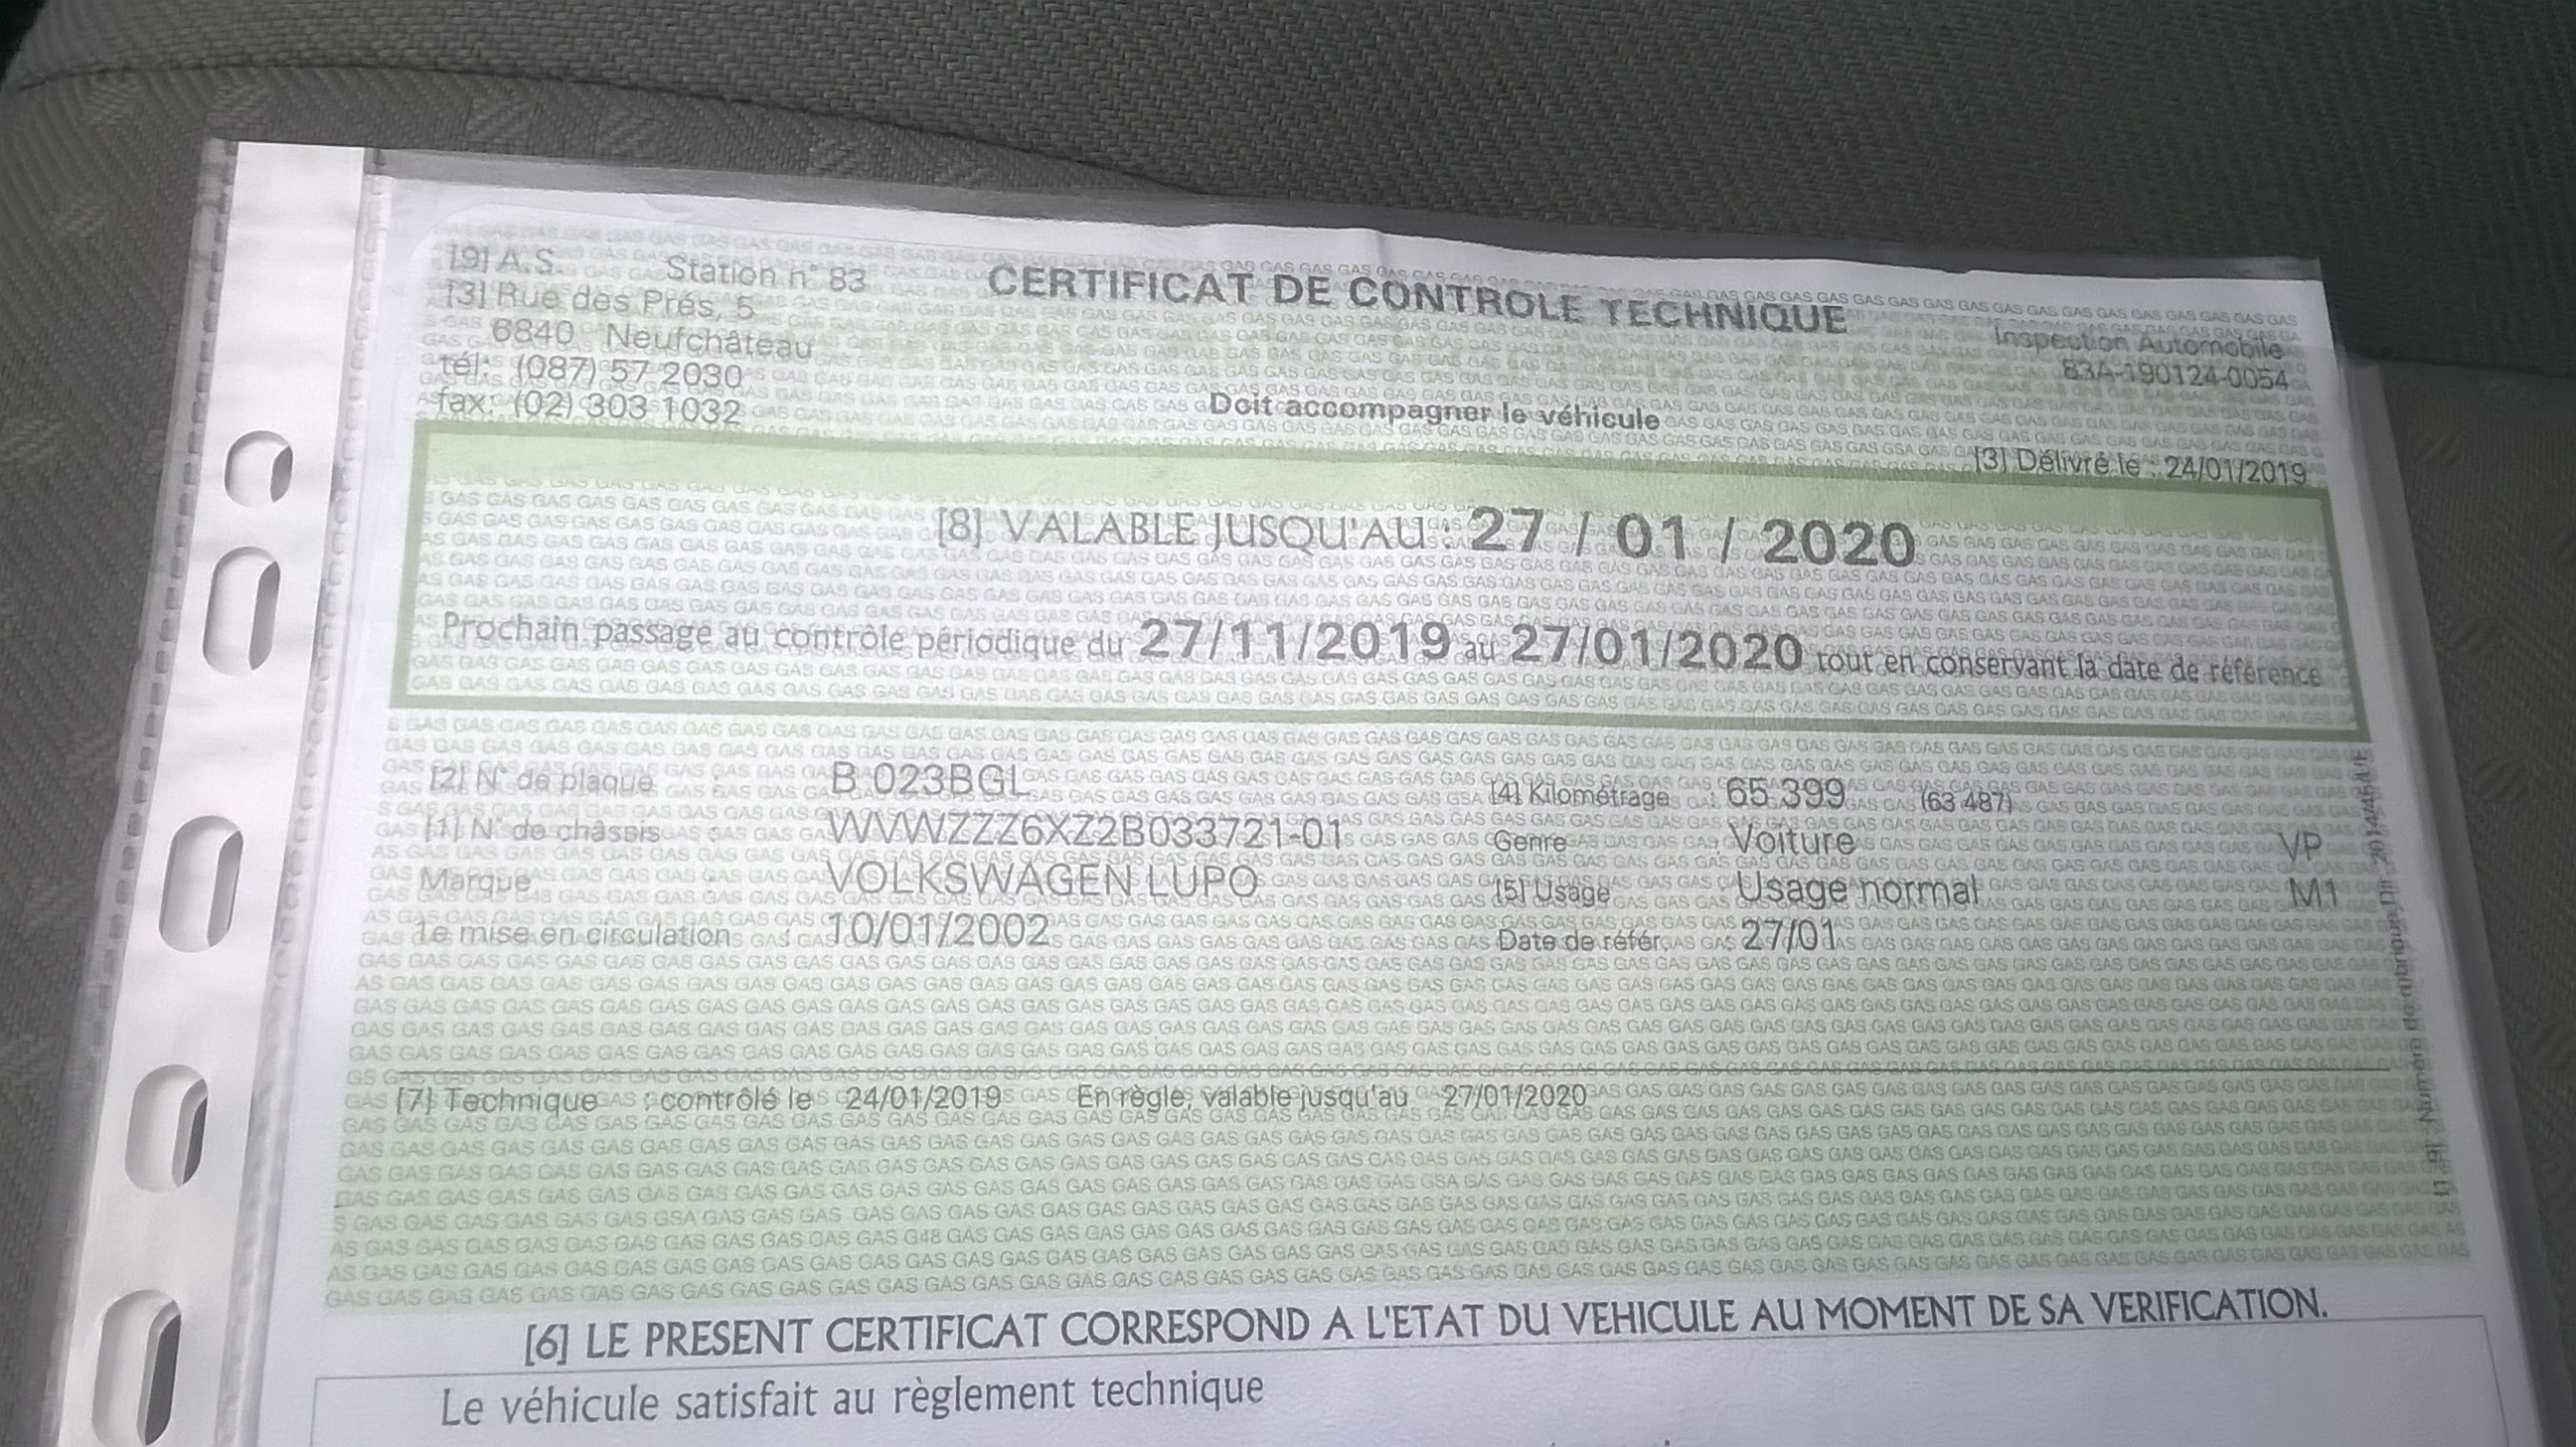 [9] A.S. Station n° 83
[3] Rue des Prés, 5
6840 Neufchâteau
tél: (087) 57 2030
fax: (02) 303 1032
CERTIFICAT DE CONTROLE TECHNIQUE
Inspection Automobile
83A-190124-0054
Doit accompagner le véhicule
[3] Délivré le : 24/01/2019
[8] VALABLE JUSQU'AU : 27 / 01 / 2020
Prochain passage au contrôle périodique du 27/11/2019 au 27/01/2020 tout en conservant la date de référence
[2] N° de plaque : B 023BGL [4] Kilométrage : 65 399 (63 487)
[1] N° de châssis : WVWZZZ6XZ2B033721-01 Genre : Voiture VP
Marque VOLKSWAGEN LUPO [5] Usage : Usage normal M1
1e mise en circulation : 10/01/2002 Date de référ. 27/01
[7] Technique : contrôlé le 24/01/2019 En règle, valable jusqu'au 27/01/2020
[6] LE PRESENT CERTIFICAT CORRESPOND A L'ETAT DU VEHICULE AU MOMENT DE SA VERIFICATION.
Le véhicule satisfait au règlement technique